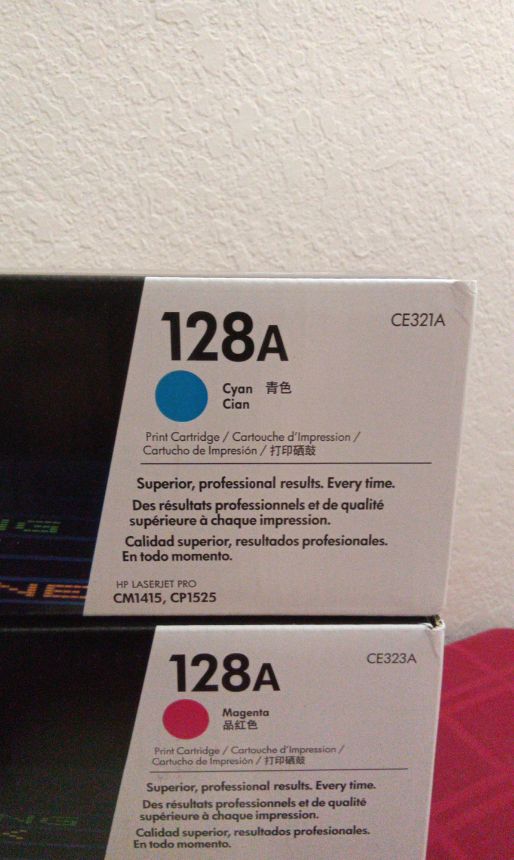 128A
CE321A
Cyan 青色
Cian
Print Cartridge / Cartouche d'Impression /
Cartucho de Impresión / 打印硒鼓
Superior, professional results. Every time.
Des résultats professionnels et de qualité
supérieure à chaque impression.
Calidad superior, resultados profesionales.
En todo momento.
HP LASERJET PRO
CM1415, CP1525
128A
CE323A
Magenta
品红色
Print Cartridge / Cartouche d'Impression /
Cartucho de Impresión / 打印硒鼓
Superior, professional results. Every time.
Des résultats professionnels et de qualité
supérieure à chaque impression.
Calidad superior, resultados profesionales.
En todo momento.